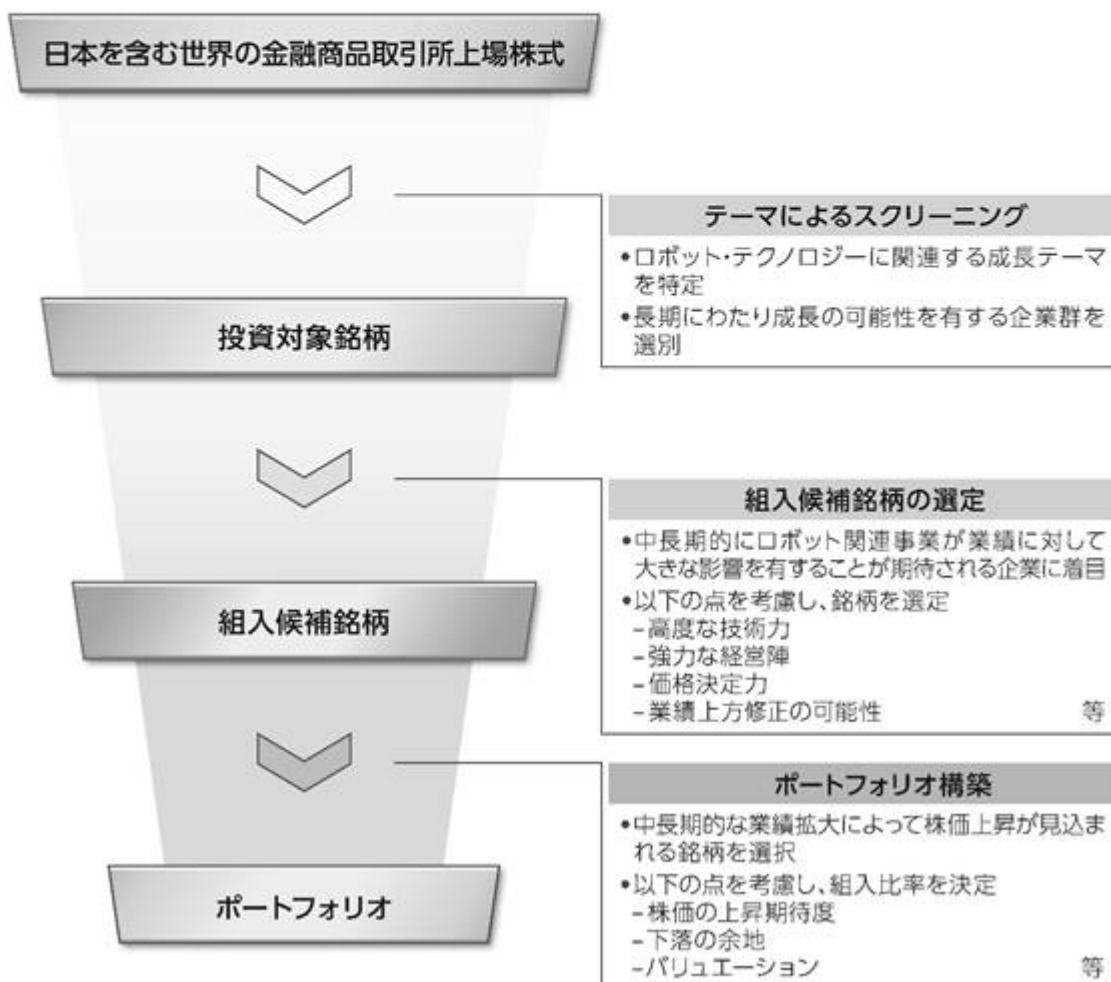 日本を含む世界の金融商品取引所上場株式
テーマによるスクリーニング
•ロボット・テクノロジーに関連する成長テーマ
を特定
•長期にわたり成長の可能性を有する企業群を
選別
投資対象銘柄
組入候補銘柄の選定
•中長期的にロボット関連事業が業績に対して
大きな影響を有することが期待される企業に着目
•以下の点を考慮し、銘柄を選定
–高度な技術力
–強力な経営陣
–価格決定力
–業績上方修正の可能性 等
組入候補銘柄
ポートフォリオ構築
•中長期的な業績拡大によって株価上昇が見込ま
れる銘柄を選択
•以下の点を考慮し、組入比率を決定
–株価の上昇期待度
–下落の余地
–バリュエーション 等
ポートフォリオ